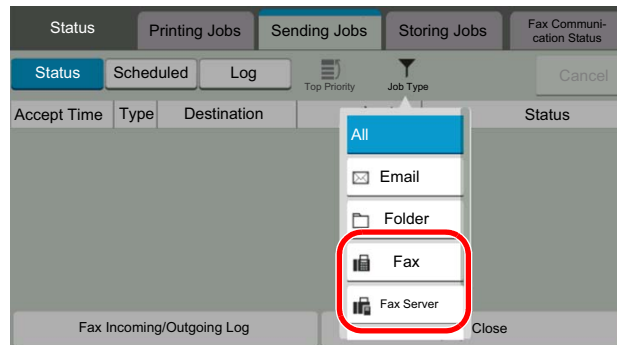 Status
Printing Jobs
Sending Jobs
Storing Jobs
Fax Communi-
cation Status
Status
Scheduled
Log
Top Priority
Job Type
Cancel
Accept Time
Type
Destination
Status
All
Email
Folder
Fax
Fax Server
Fax Incoming/Outgoing Log
Close